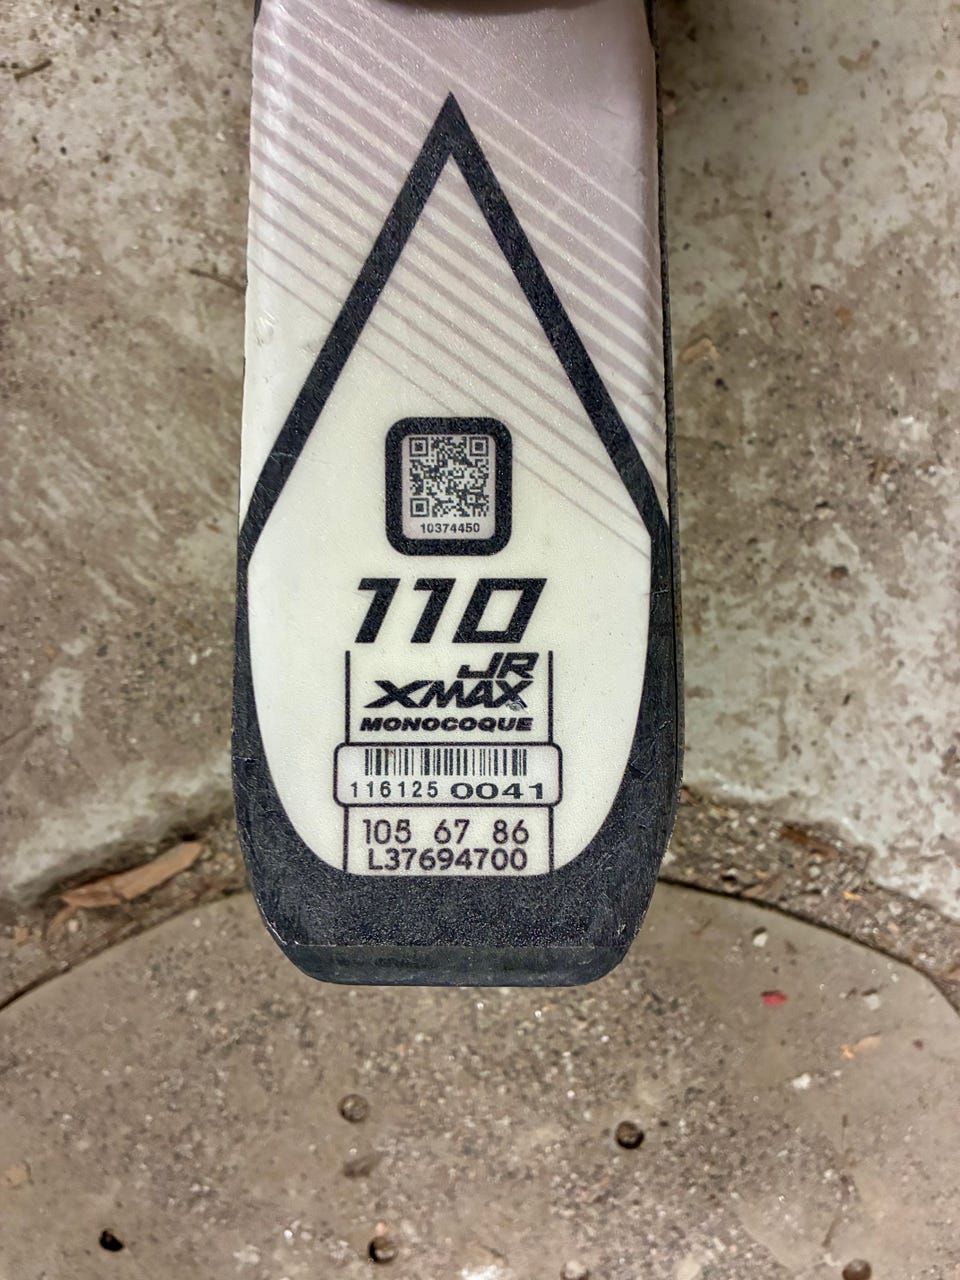 10374450
110
JR
XMAX
MONOCOQUE
116125 0041
105 67 86
L37694700